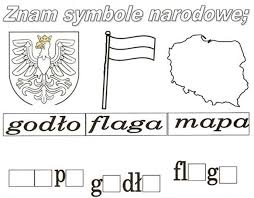 Znam symbole narodowe;
godło flaga mapa
□□p□ g□dł□ fl□g□